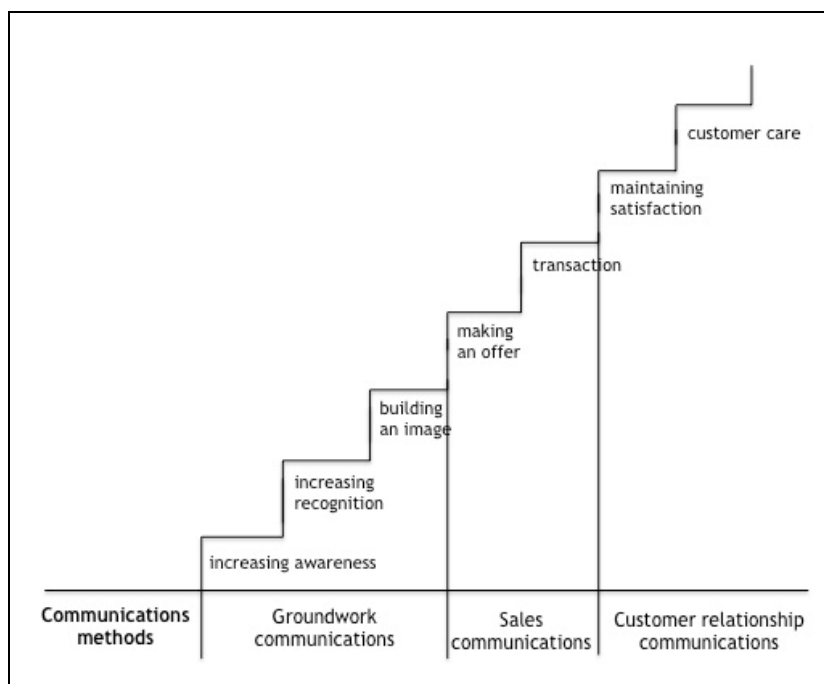 customer care
maintaining
satisfaction
transaction
making
an offer
building
an image
increasing
recognition
increasing awareness
Communications
methods
Groundwork
communications
Sales
communications
Customer relationship
communications